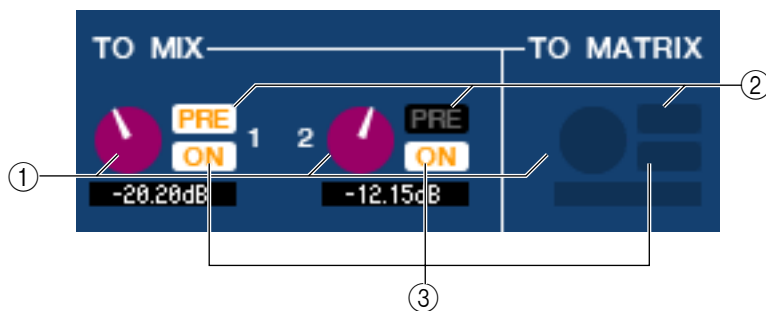 TO MIX TO MATRIX
②
PRE PRE
1 2
ON ON
①
-20.20dB -12.15dB
③